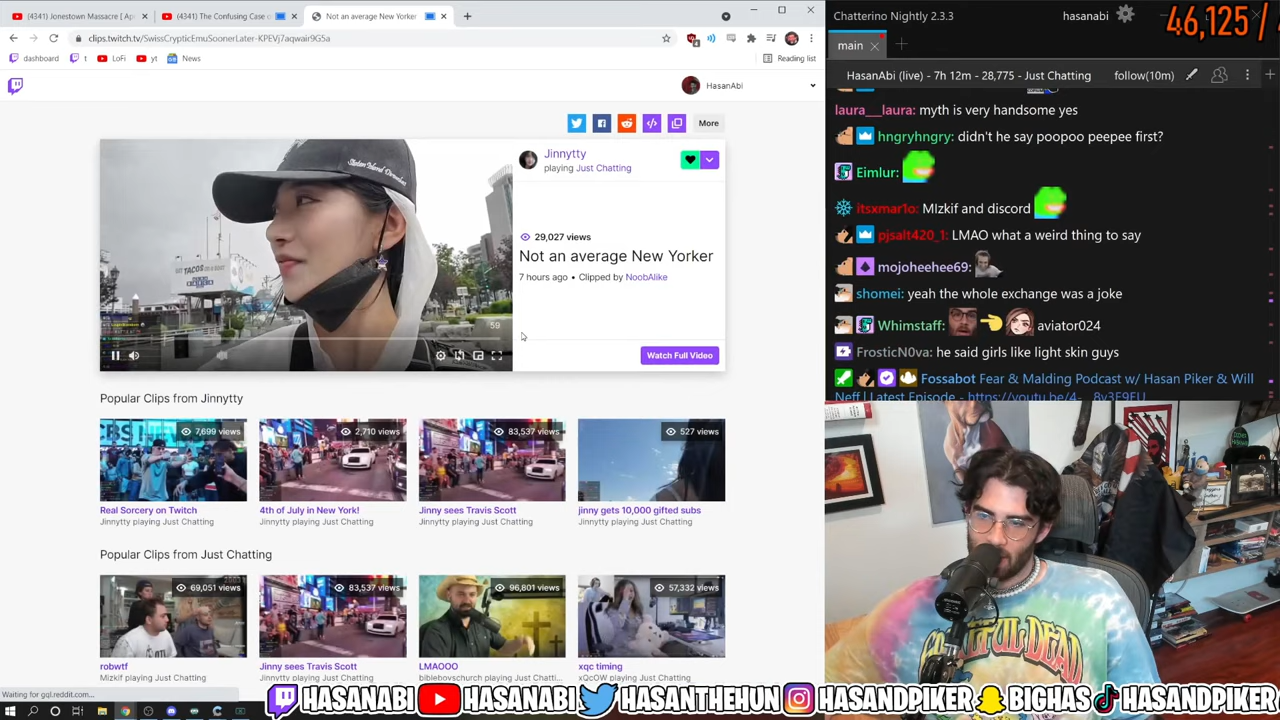 (4341) Jonestown Massacre [ Ap
(4341) The Confusing Case o
Not an average New Yorker
clips.twitch.tv/SwissCrypticEmuSoonerLater-KPEVj7aqwair9G5a
dashboard
t
LoFi
yt
News
Reading list
HasanAbi
More
Jinnytty
playing Just Chatting
29,027 views
Not an average New Yorker
7 hours ago • Clipped by NoobAlike
59
Watch Full Video
Popular Clips from Jinnytty
7,699 views
2,710 views
83,537 views
527 views
Real Sorcery on Twitch
4th of July in New York!
Jinny sees Travis Scott
jinny gets 10,000 gifted subs
Jinnytty playing Just Chatting
Jinnytty playing Just Chatting
Jinnytty playing Just Chatting
Jinnytty playing Just Chatting
Popular Clips from Just Chatting
69,051 views
83,537 views
96,801 views
57,332 views
robwtf
Jinny sees Travis Scott
LMAOOO
xqc timing
Mizkif playing Just Chatting
Jinnytty playing Just Chatting
biblebovschurch playing Just Chatti...
xQcOW playing Just Chatting
Waiting for gql.reddit.com...
Chatterino Nightly 2.3.3
hasanabi
46,125 /
main
HasanAbi (live) - 7h 12m - 28,775 - Just Chatting
follow(10m)
laura___laura: myth is very handsome yes
hngryhngry: didn't he say poopoo peepee first?
Eimlur:
itsxmar1o: MIzkif and discord
pjsalt420_1: LMAO what a weird thing to say
mojoheehee69:
shomei: yeah the whole exchange was a joke
Whimstaff: aviator024
FrosticN0va: he said girls like light skin guys
Fossabot Fear & Malding Podcast w/ Hasan Piker & Will
Neff | Latest Episode -
HASANABI
HASANABI
HASANTHEHUN
HASANDPIKER
BIGHAS
HASANDPIKER